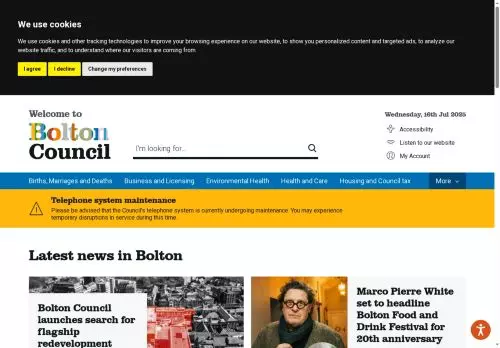 We use cookies
We use cookies and other tracking technologies to improve your browsing experience on our website, to show you personalized content and targeted ads, to analyze our
website traffic, and to understand where our visitors are coming from.
I agree
I decline
Change my preferences
Welcome to
Bolton
Council
I'm looking for...
Wednesday, 16th Jul 2025
Accessibility
Listen to our website
My Account
Births, Marriages and Deaths
Business and Licensing
Environmental Health
Health and Care
Housing and Council tax
More
Telephone system maintenance
Please be advised that the Council's telephone system is currently undergoing maintenance. You may experience
temporary disruptions in service during this time.
Latest news in Bolton
Bolton Council
launches search for
flagship
redevelopment
Marco Pierre White
set to headline
Bolton Food and
Drink Festival for
20th anniversary